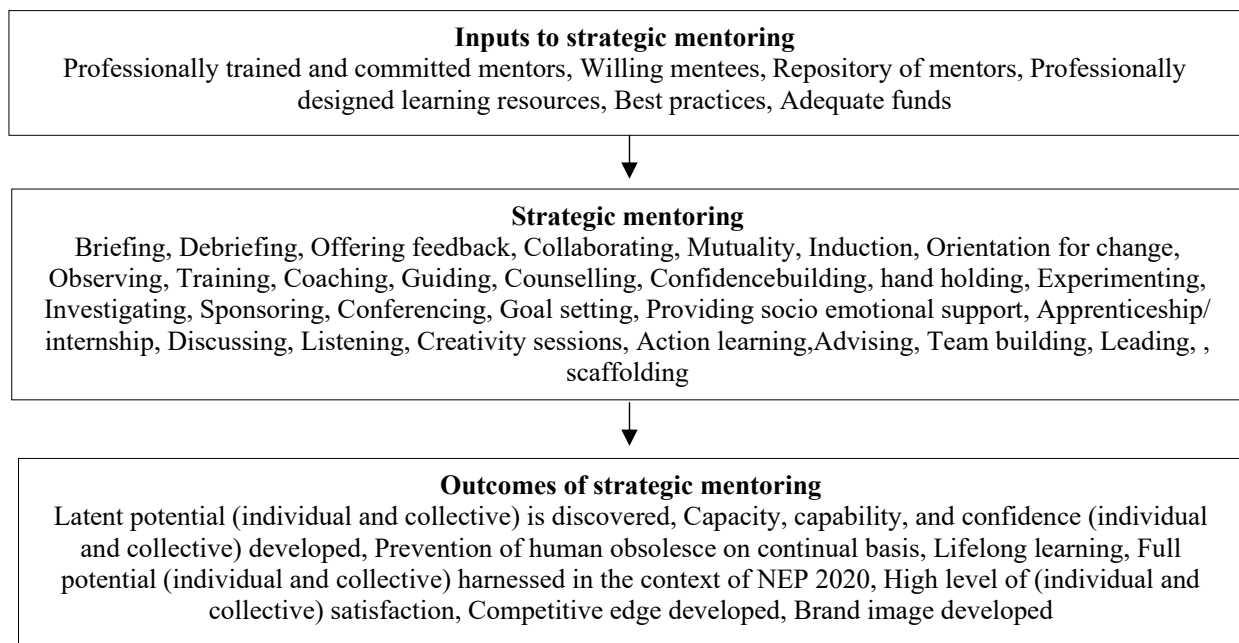 Inputs to strategic mentoring
Professionally trained and committed mentors, Willing mentees, Repository of mentors, Professionally
designed learning resources, Best practices, Adequate funds
Strategic mentoring
Briefing, Debriefing, Offering feedback, Collaborating, Mutuality, Induction, Orientation for change,
Observing, Training, Coaching, Guiding, Counselling, Confidencebuilding, hand holding, Experimenting,
Investigating, Sponsoring, Conferencing, Goal setting, Providing socio emotional support, Apprenticeship/
internship, Discussing, Listening, Creativity sessions, Action learning,Advising, Team building, Leading, ,
scaffolding
Outcomes of strategic mentoring
Latent potential (individual and collective) is discovered, Capacity, capability, and confidence (individual
and collective) developed, Prevention of human obsolesce on continual basis, Lifelong learning, Full
potential (individual and collective) harnessed in the context of NEP 2020, High level of (individual and
collective) satisfaction, Competitive edge developed, Brand image developed